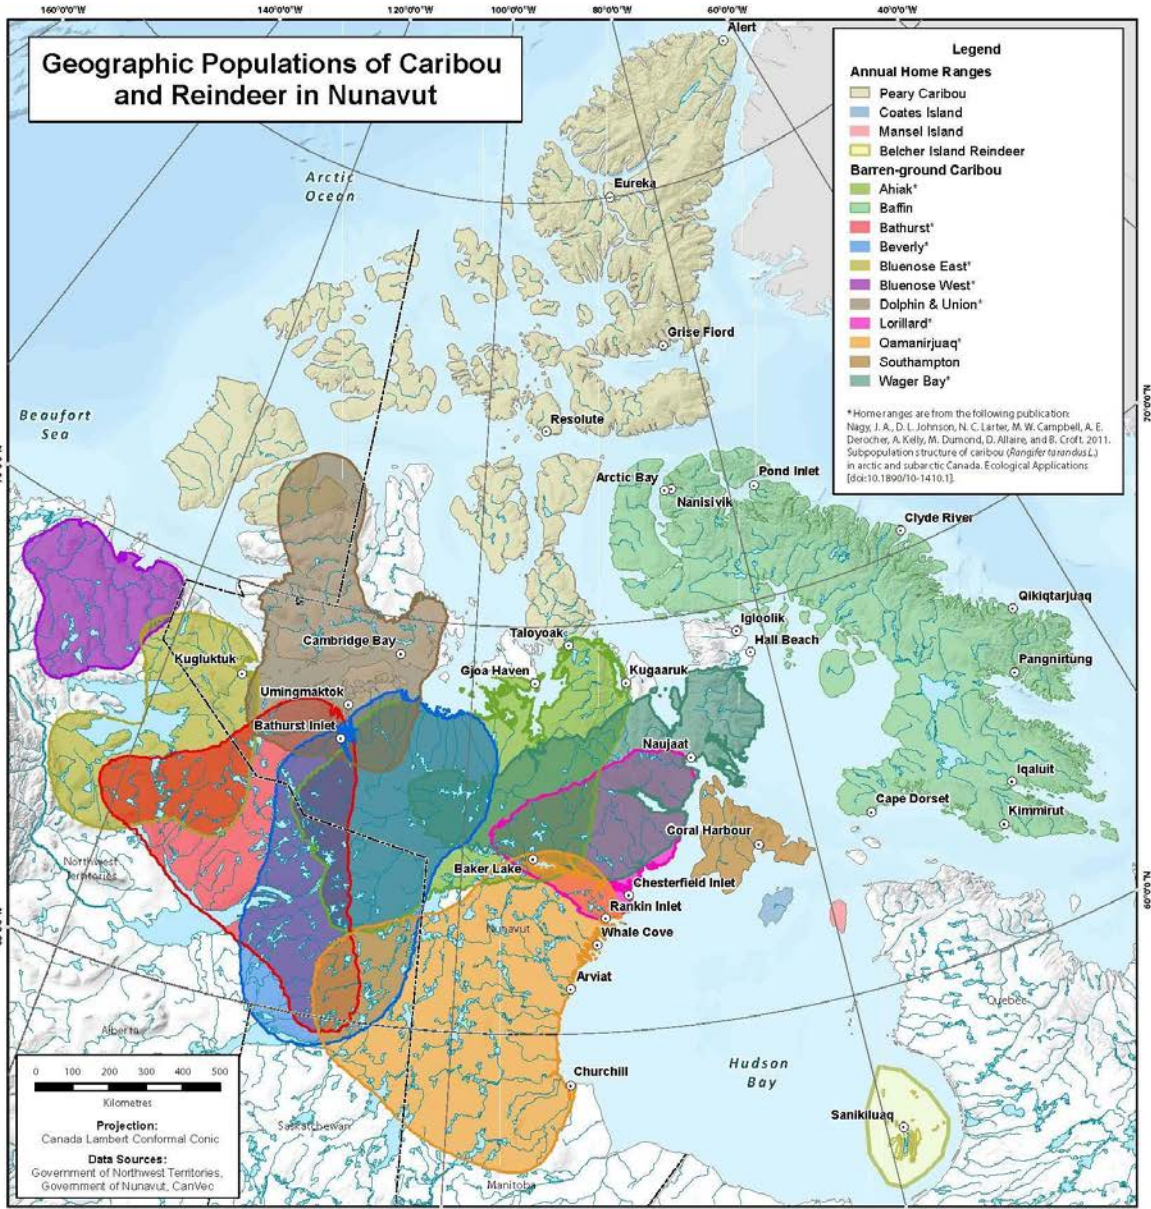 160°0'0"W
140°0'0"W
120°0'0"W
100°0'0"W
80°0'0"W
60°0'0"W
40°0'0"W
Geographic Populations of Caribou
and Reindeer in Nunavut
Legend
Annual Home Ranges
Peary Caribou
Coates Island
Mansel Island
Belcher Island Reindeer
Barren-ground Caribou
Ahiak*
Baffin
Bathurst*
Beverly*
Bluenose East*
Bluenose West*
Dolphin & Union*
Lorillard*
Qamanirjuaq*
Southampton
Wager Bay*
* Home ranges are from the following publication:
Nagy, J. A., D. L. Johnson, N. C. Larter, M. W. Campbell, A. E.
Derocher, A. Kelly, M. Dumond, D. Allaire, and B. Croft. 2011.
Subpopulation structure of caribou (Rangifer tarandus L.)
in arctic and subarctic Canada. Ecological Applications
[doi:10.1890/10-1410.1].
Alert
Arctic
Ocean
Eureka
Grise Fiord
Beaufort
Sea
Resolute
Arctic Bay
Pond Inlet
Nanisivik
Clyde River
Qikiqtarjuaq
Igloolik
Hall Beach
Taloyoak
Cambridge Bay
Kugluktuk
Gjoa Haven
Kugaaruk
Pangnirtung
Umingmaktok
Bathurst Inlet
Naujaat
Iqaluit
Cape Dorset
Kimmirut
Coral Harbour
Northwest
Territories
Baker Lake
Chesterfield Inlet
Rankin Inlet
Nunavut
Whale Cove
Arviat
Quebec
Alberta
Hudson
Bay
Churchill
Sanikiluaq
Saskatchewan
Manitoba
70°0'0"N
60°0'0"N
0 100 200 300 400 500
Kilometres
Projection:
Canada Lambert Conformal Conic
Data Sources:
Government of Northwest Territories,
Government of Nunavut, CanVec